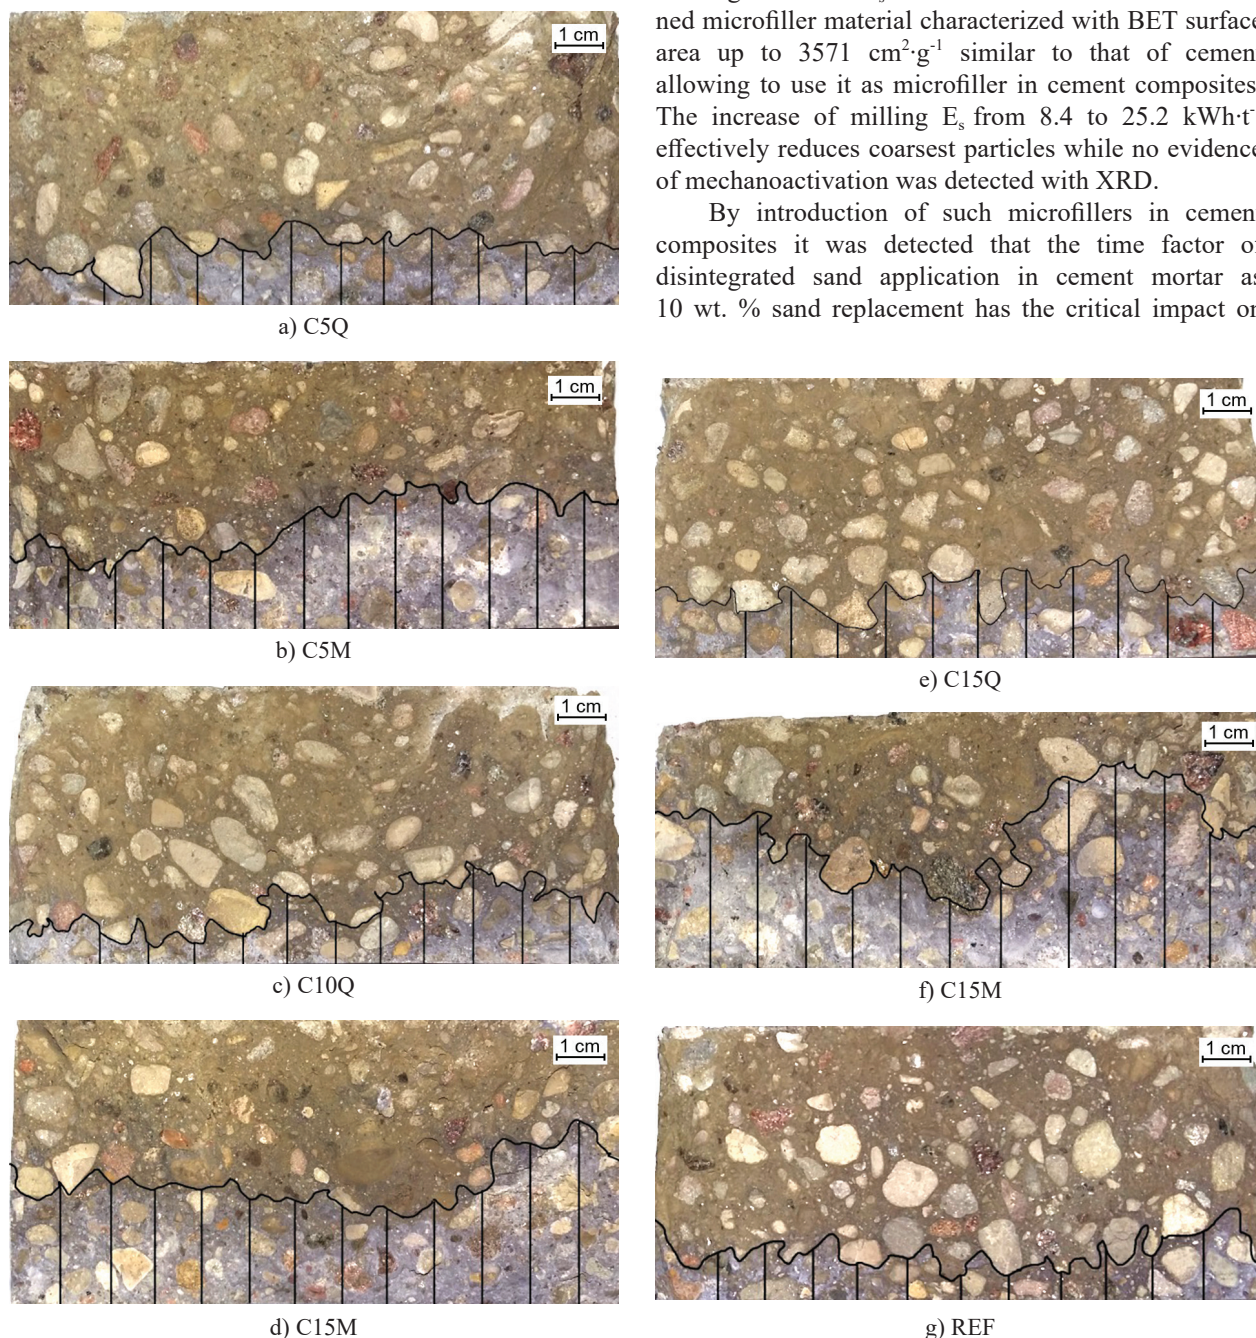 1 cm
a) C5Q
1 cm
b) C5M
1 cm
c) C10Q
1 cm
d) C15M
ned microfiller material characterized with BET surface
area up to 3571 cm²·g⁻¹ similar to that of cement
allowing to use it as microfiller in cement composites.
The increase of milling Eₛ from 8.4 to 25.2 kWh·t⁻
effectively reduces coarsest particles while no evidence
of mechanoactivation was detected with XRD.
By introduction of such microfillers in cement
composites it was detected that the time factor of
disintegrated sand application in cement mortar as
10 wt. % sand replacement has the critical impact on
1 cm
e) C15Q
1 cm
f) C15M
1 cm
g) REF